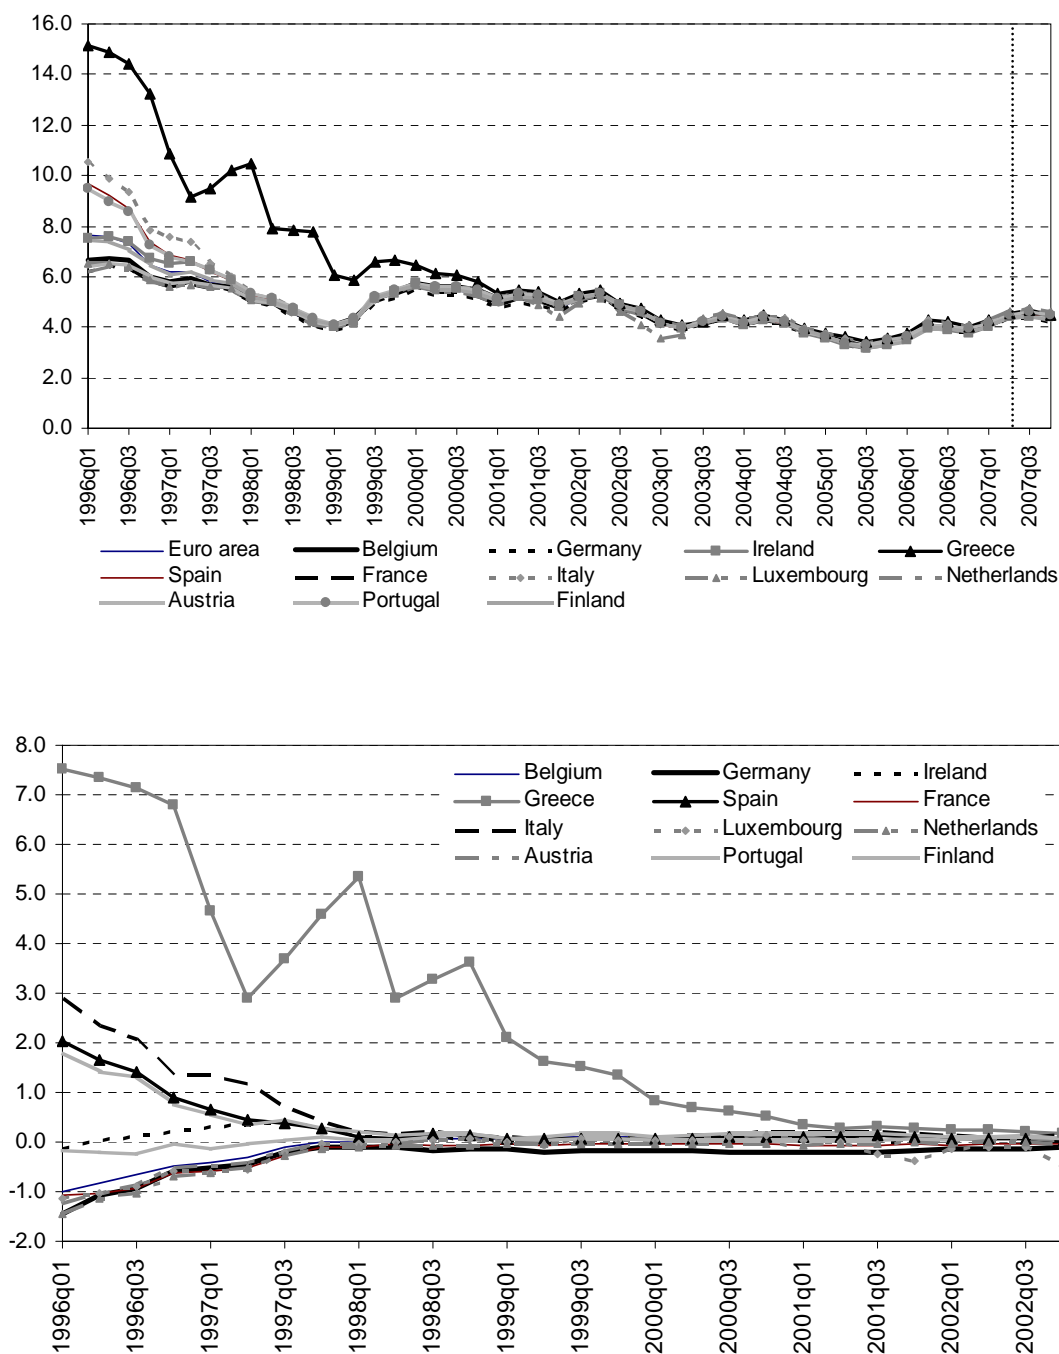 16.0
14.0
12.0
10.0
8.0
6.0
4.0
2.0
0.0
1996q01
1996q03
1997q01
1997q03
1998q01
1998q03
1999q01
1999q03
2000q01
2000q03
2001q01
2001q03
2002q01
2002q03
2003q01
2003q03
2004q01
2004q03
2005q01
2005q03
2006q01
2006q03
2007q01
2007q03
Euro area Belgium Germany Ireland Greece
Spain France Italy Luxembourg Netherlands
Austria Portugal Finland
8.0
7.0
6.0
5.0
4.0
3.0
2.0
1.0
0.0
-1.0
-2.0
Belgium Germany Ireland
Greece Spain France
Italy Luxembourg Netherlands
Austria Portugal Finland
1996q01
1996q03
1997q01
1997q03
1998q01
1998q03
1999q01
1999q03
2000q01
2000q03
2001q01
2001q03
2002q01
2002q03